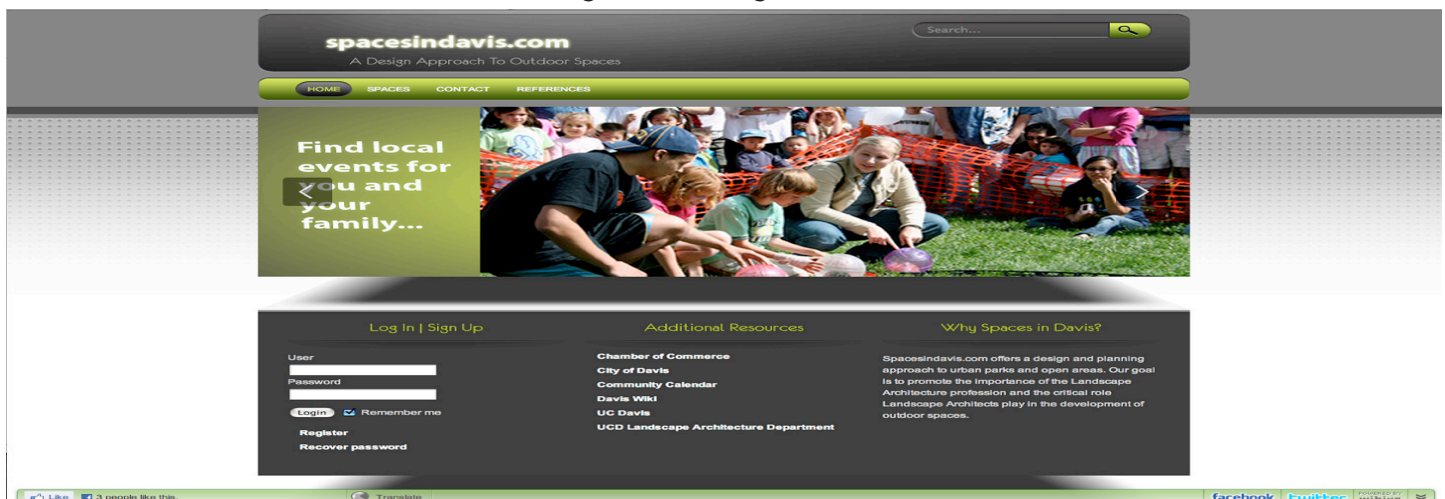 spacesindavis.com
A Design Approach To Outdoor Spaces
Search...
HOME SPACES CONTACT REFERENCES
Find local
events for
you and
your
family...
Log In | Sign Up
User
Password
Login Remember me
Register
Recover password
Additional Resources
Chamber of Commerce
City of Davis
Community Calendar
Davis Wiki
UC Davis
UCD Landscape Architecture Department
Why Spaces in Davis?
Spacesindavis.com offers a design and planning
approach to urban parks and open areas. Our goal
is to promote the importance of the Landscape
Architecture profession and the critical role
Landscape Architects play in the development of
outdoor spaces.
Like 3 people like this. Translate facebook twitter POWERED BY